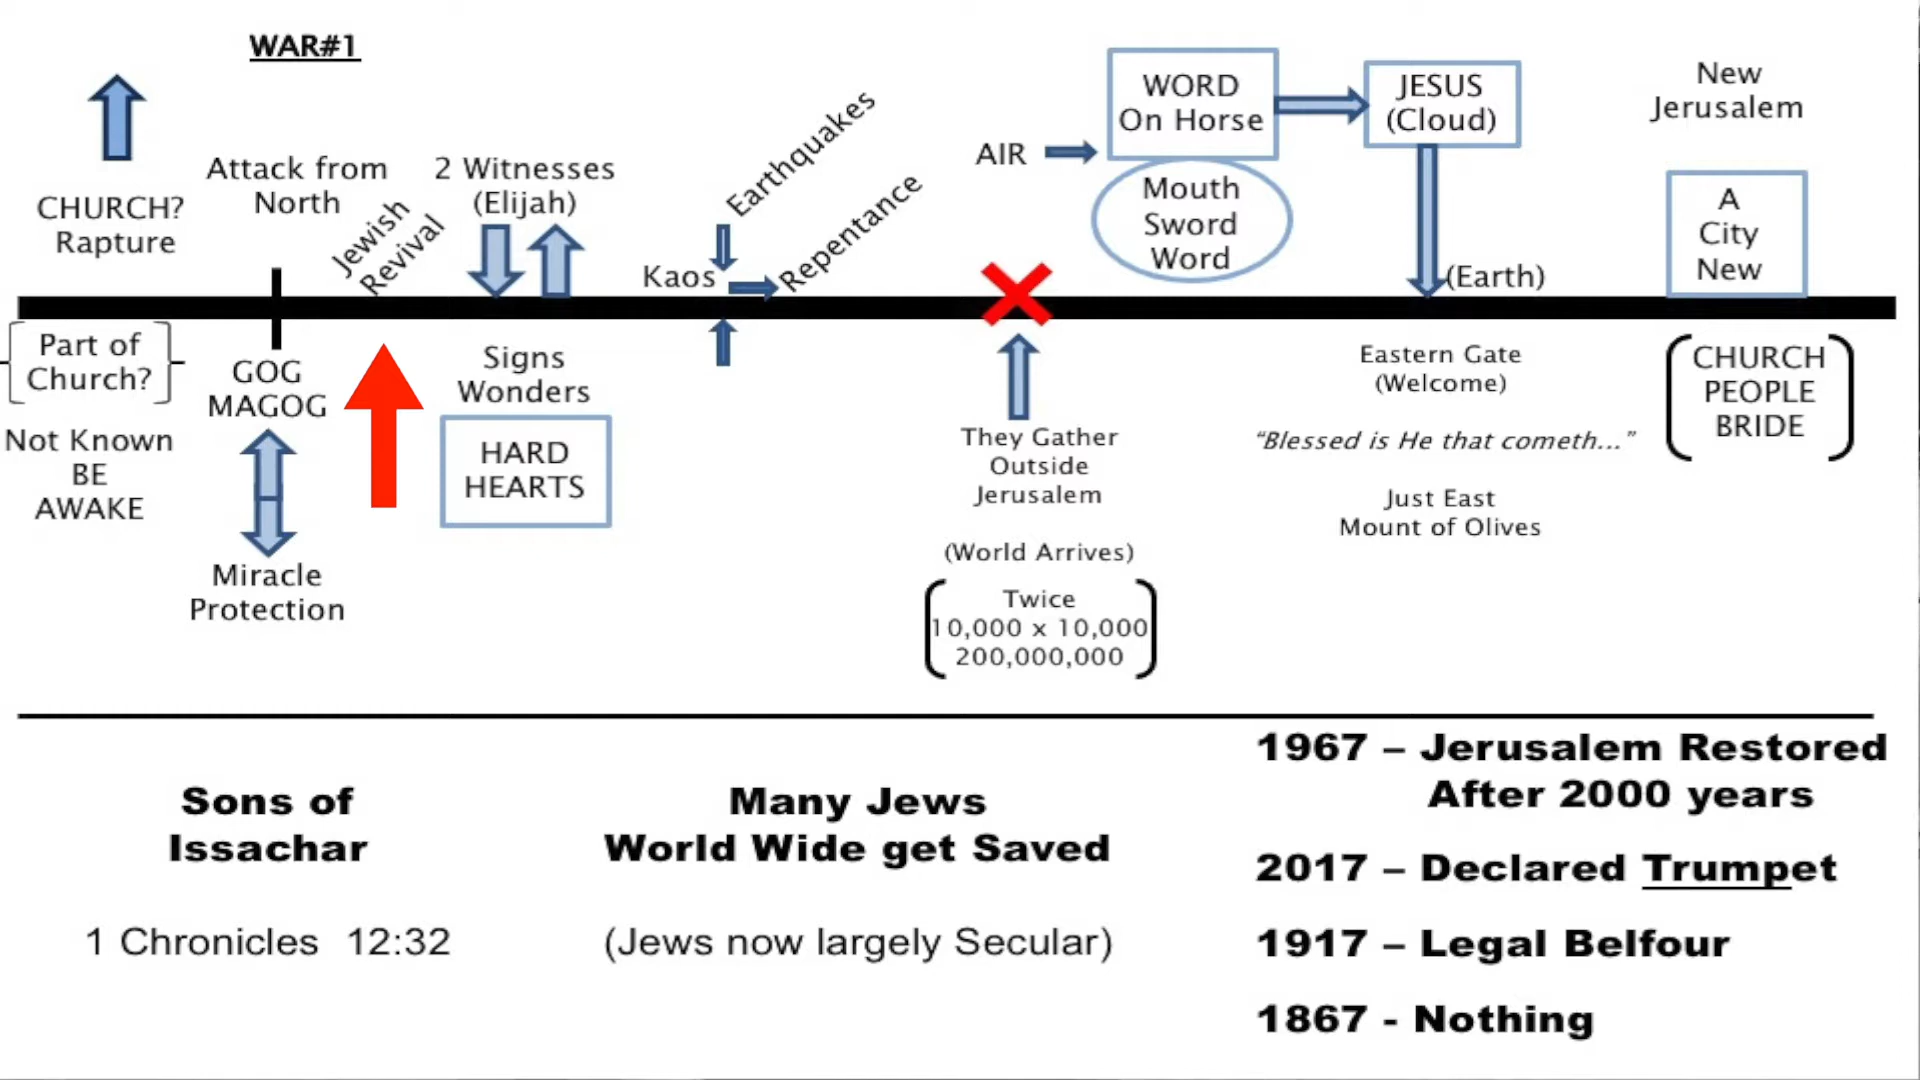 WAR#1
CHURCH?
Rapture
Attack from
North
Jewish
Revival
2 Witnesses
(Elijah)
Kaos
Earthquakes
Repentance
AIR
WORD
On Horse
Mouth
Sword
Word
JESUS
(Cloud)
(Earth)
New
Jerusalem
A
City
New
Part of
Church?
Not Known
BE
AWAKE
GOG
MAGOG
Miracle
Protection
Signs
Wonders
HARD
HEARTS
They Gather
Outside
Jerusalem
(World Arrives)
Twice
10,000 x 10,000
200,000,000
Eastern Gate
(Welcome)
“Blessed is He that cometh...”
Just East
Mount of Olives
CHURCH
PEOPLE
BRIDE
Sons of
Issachar
1 Chronicles 12:32
Many Jews
World Wide get Saved
(Jews now largely Secular)
1967 – Jerusalem Restored
After 2000 years
2017 – Declared Trumpet
1917 – Legal Belfour
1867 - Nothing